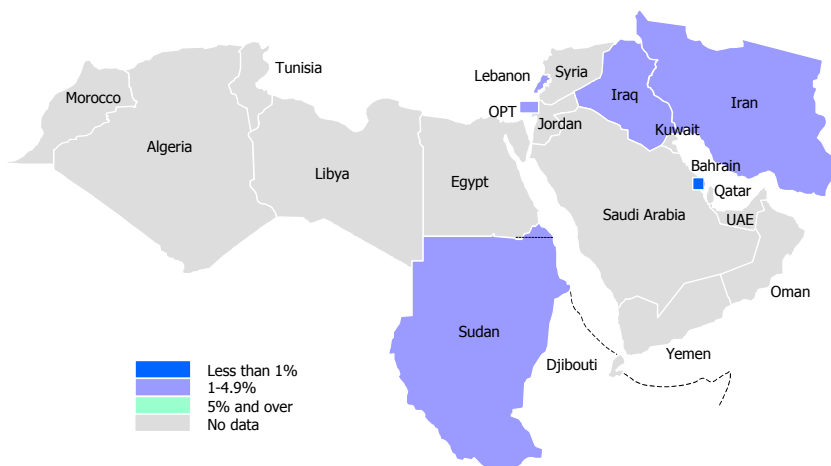 Tunisia
Lebanon
Syria
Morocco
Iraq
Iran
OPT
Jordan
Kuwait
Algeria
Libya
Egypt
Bahrain
Qatar
Saudi Arabia
UAE
Oman
Sudan
Djibouti
Yemen
Less than 1%
1-4.9%
5% and over
No data